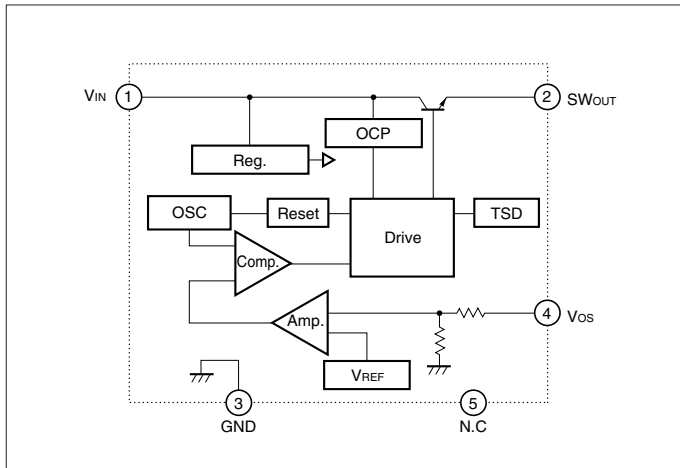 VIN 1
2 SWOUT
OCP
Reg.
OSC
Reset
Drive
TSD
Comp.
Amp.
4 VOS
VREF
3
GND
5
N.C